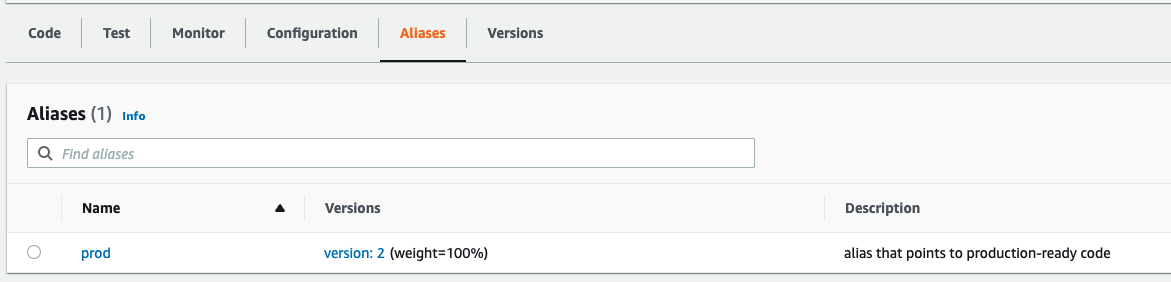 Code Test Monitor Configuration Aliases Versions
Aliases (1) Info
Find aliases
Name Versions Description
prod version: 2 (weight=100%) alias that points to production-ready code